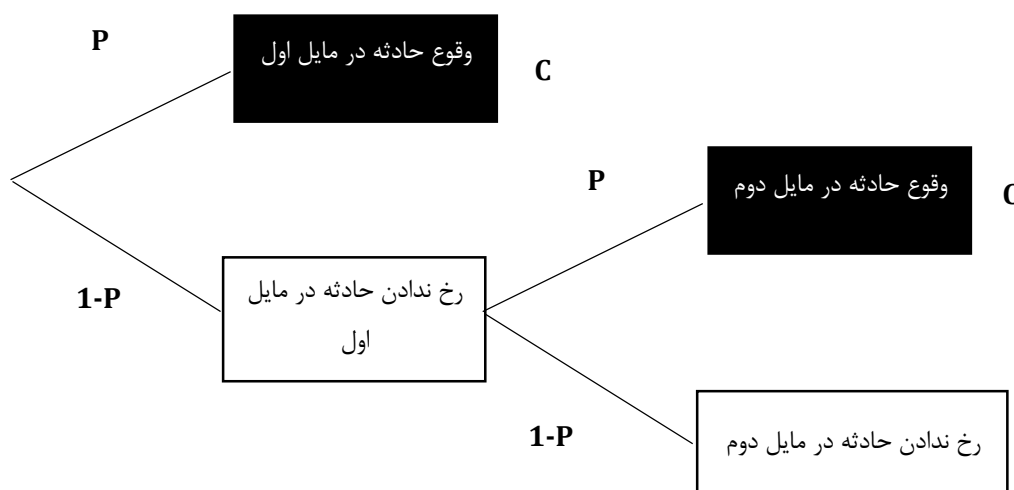 P
وقوع حادثه در مایل اول
C
P
وقوع حادثه در مایل دوم
1-P
رخ ندادن حادثه در مایل
اول
1-P
رخ ندادن حادثه در مایل دوم